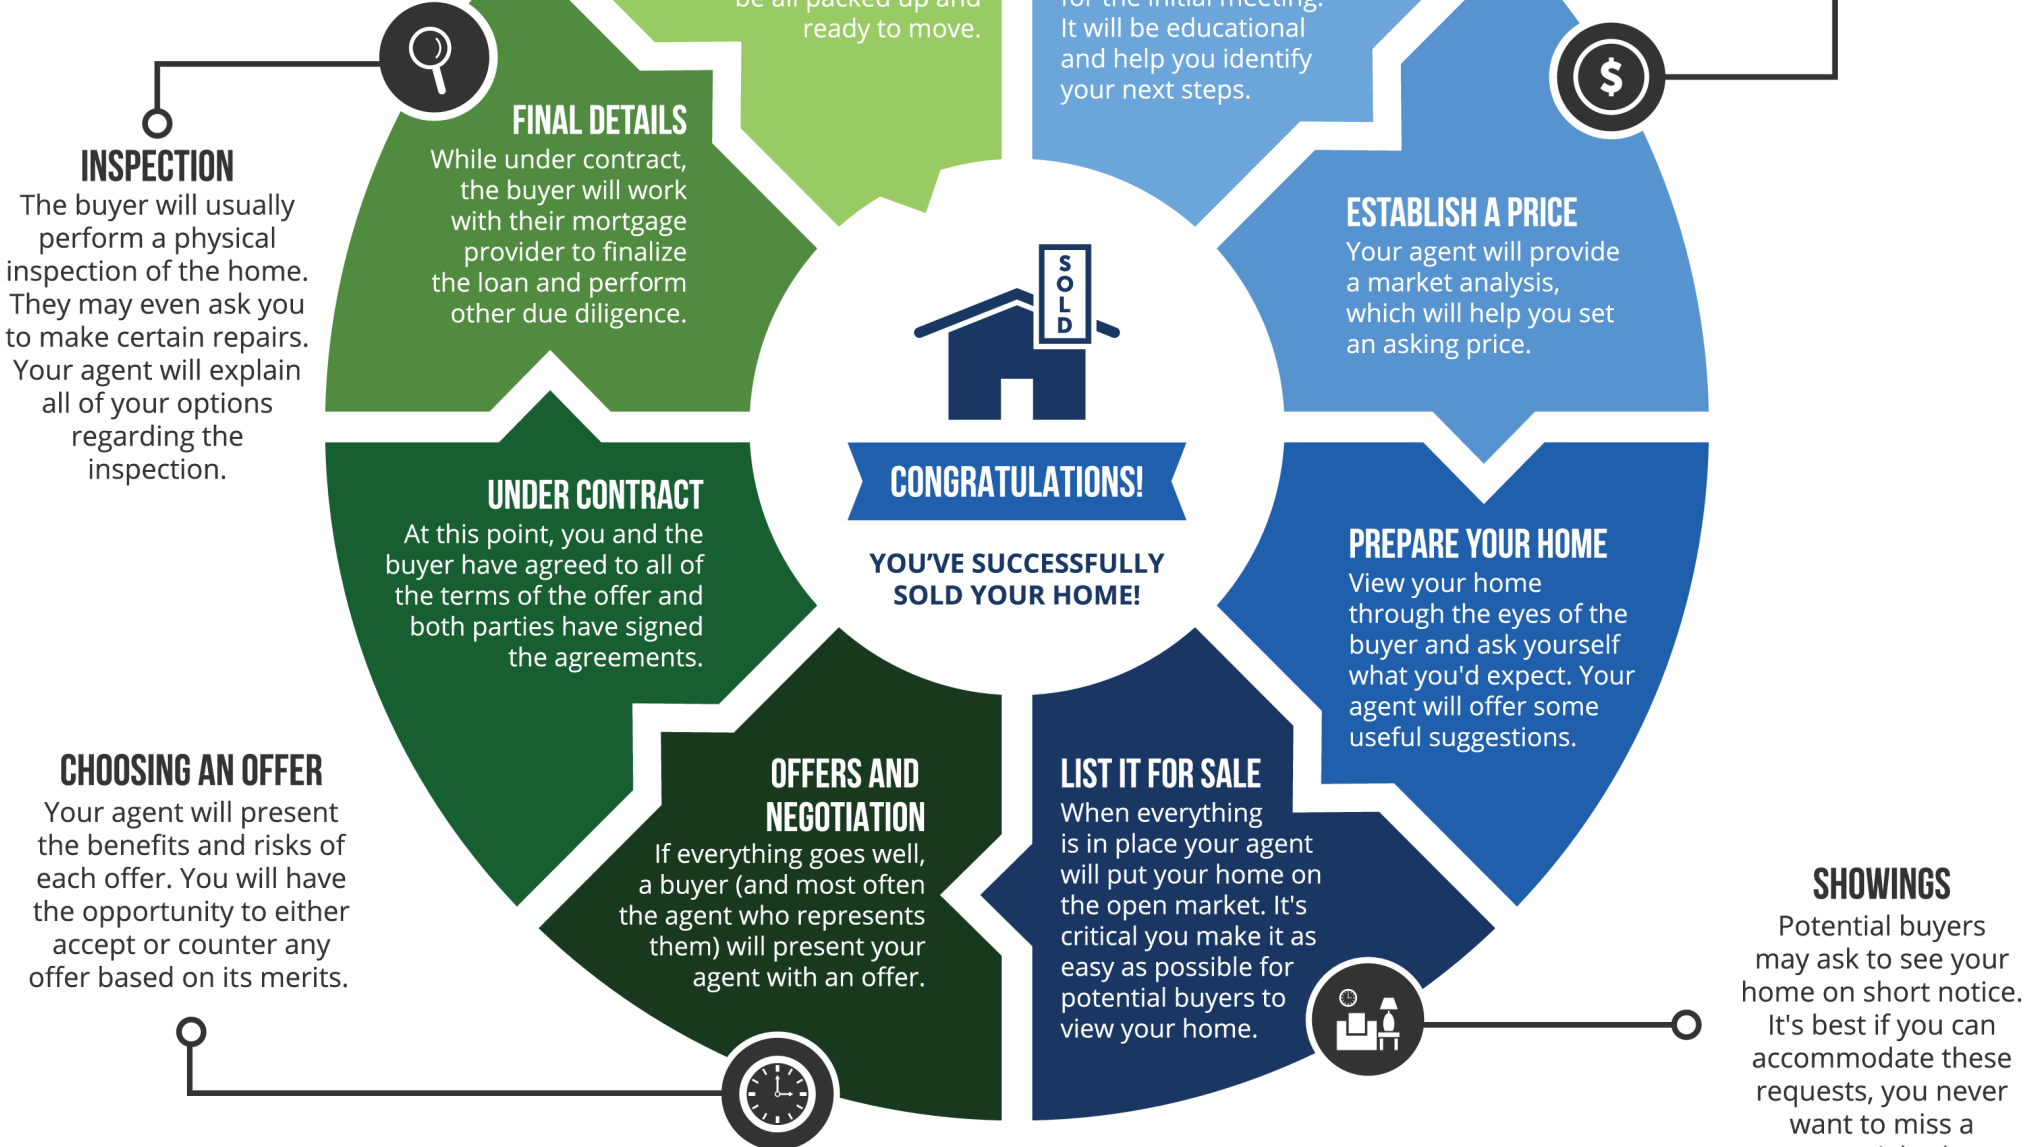 be all packed up and
ready to move.
for the initial meeting.
It will be educational
and help you identify
your next steps.
ESTABLISH A PRICE
Your agent will provide
a market analysis,
which will help you set
an asking price.
PREPARE YOUR HOME
View your home
through the eyes of the
buyer and ask yourself
what you'd expect. Your
agent will offer some
useful suggestions.
LIST IT FOR SALE
When everything
is in place your agent
will put your home on
the open market. It's
critical you make it as
easy as possible for
potential buyers to
view your home.
SHOWINGS
Potential buyers
may ask to see your
home on short notice.
It's best if you can
accommodate these
requests, you never
want to miss a
OFFERS AND
NEGOTIATION
If everything goes well,
a buyer (and most often
the agent who represents
them) will present your
agent with an offer.
CHOOSING AN OFFER
Your agent will present
the benefits and risks of
each offer. You will have
the opportunity to either
accept or counter any
offer based on its merits.
UNDER CONTRACT
At this point, you and the
buyer have agreed to all of
the terms of the offer and
both parties have signed
the agreements.
FINAL DETAILS
While under contract,
the buyer will work
with their mortgage
provider to finalize
the loan and perform
other due diligence.
INSPECTION
The buyer will usually
perform a physical
inspection of the home.
They may even ask you
to make certain repairs.
Your agent will explain
all of your options
regarding the
inspection.
$
SOLD
CONGRATULATIONS!
YOU'VE SUCCESSFULLY
SOLD YOUR HOME!